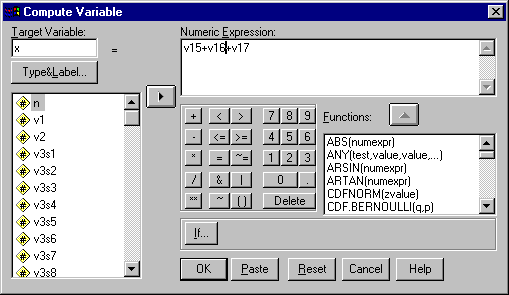 Compute Variable
Target Variable:
x
=
Type&Label...
Numeric Expression:
v15+v16+v17
n
v1
v2
v3s1
v3s2
v3s3
v3s4
v3s5
v3s6
v3s7
v3s8
+ < > 7 8 9
- <= >= 4 5 6
* = ~= 1 2 3
/ & | 0 .
** ~ ( ) Delete
Functions:
ABS(numexpr)
ANY(test,value,value,...)
ARSIN(numexpr)
ARTAN(numexpr)
CDFNORM(zvalue)
CDF.BERNOULLI(q,p)
If...
OK Paste Reset Cancel Help